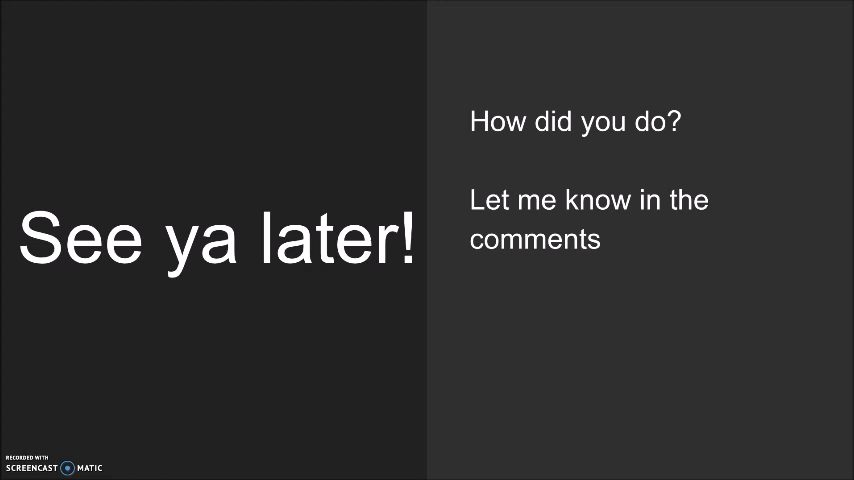 See ya later!
How did you do?
Let me know in the
comments
RECORDED WITH
SCREENCAST MATIC